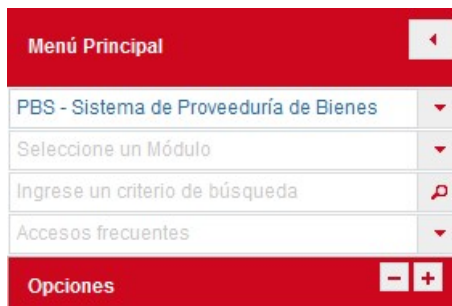 Menú Principal
PBS - Sistema de Proveeduría de Bienes
Seleccione un Módulo
Ingrese un criterio de búsqueda
Accesos frecuentes
Opciones